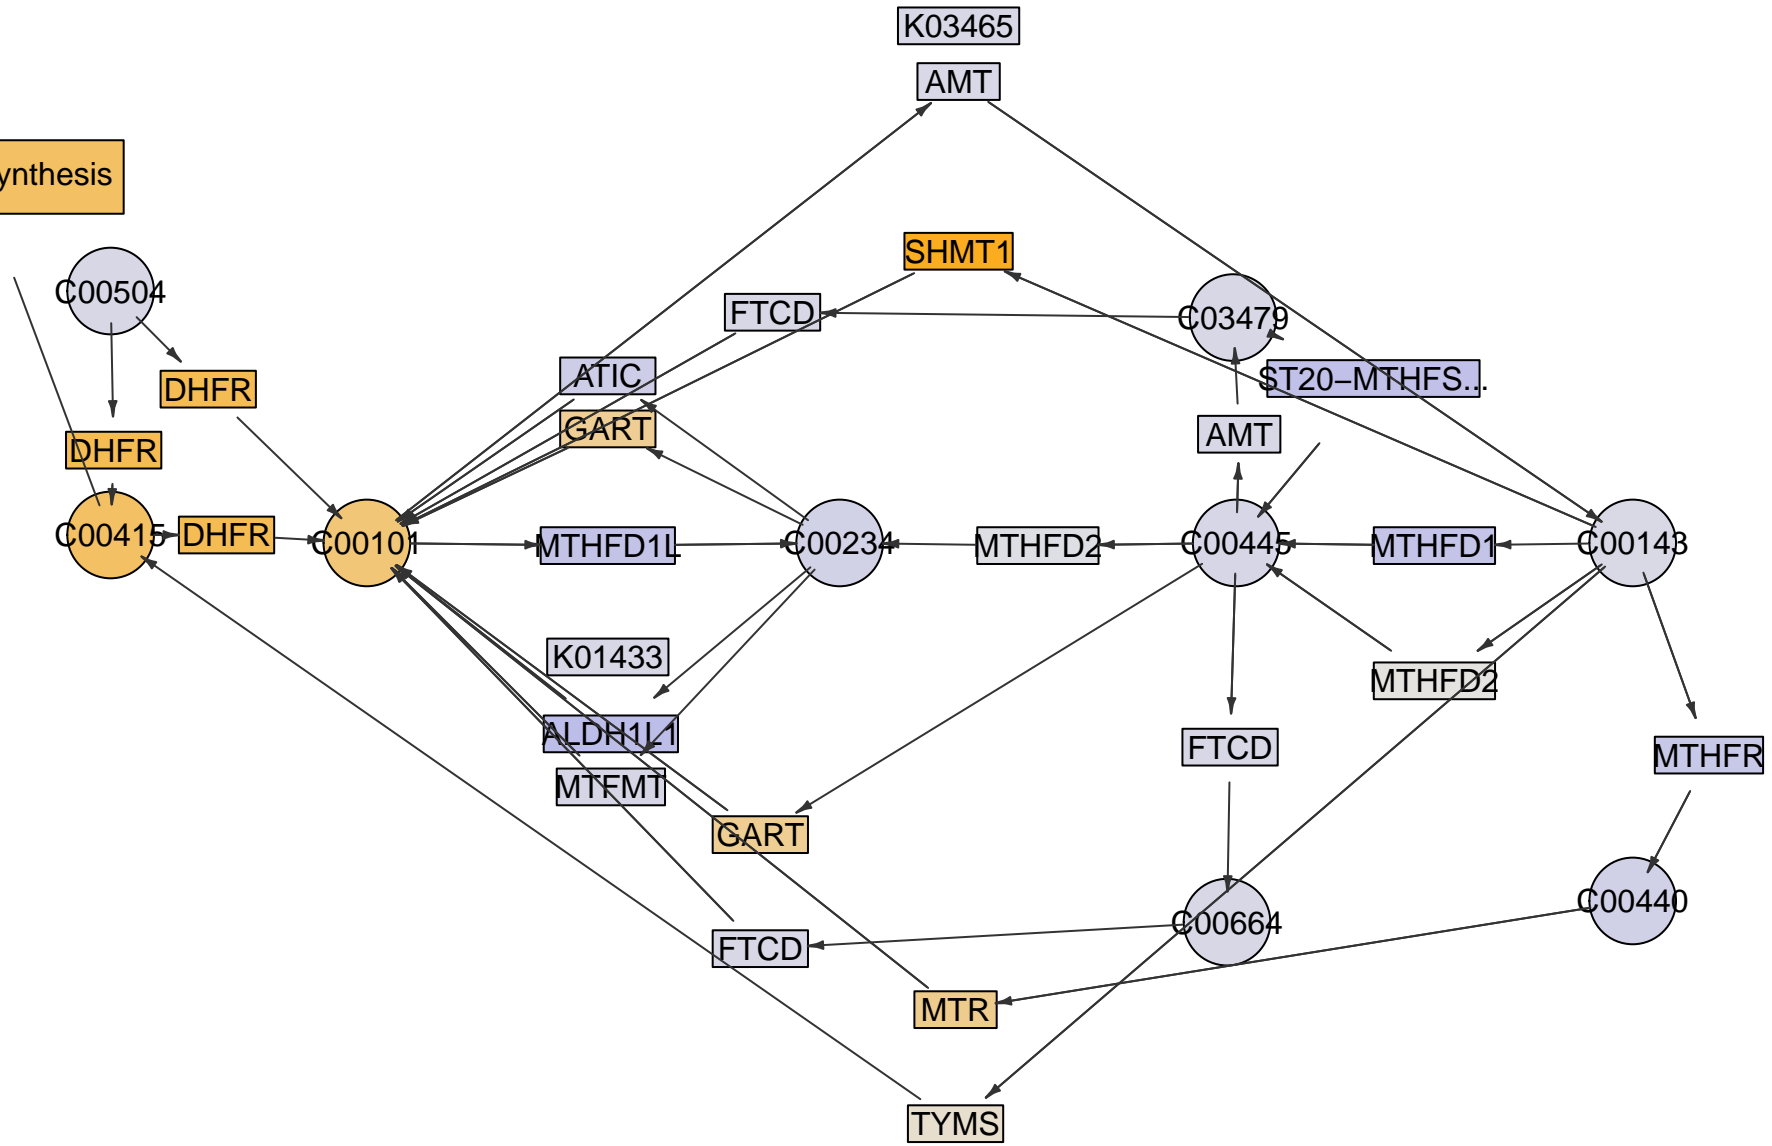 K03465
AMT
ynthesis
SHMT1
C00504
FTCD
C03479
ATIC
ST20−MTHFS...
DHFR
GART
AMT
DHFR
C00415
DHFR
C00101
MTHFD1L
C00234
MTHFD2
C00445
MTHFD1
C00143
K01433
MTHFD2
ALDH1L1
FTCD
MTHFR
MTFMT
GART
C00440
C00664
FTCD
MTR
TYMS